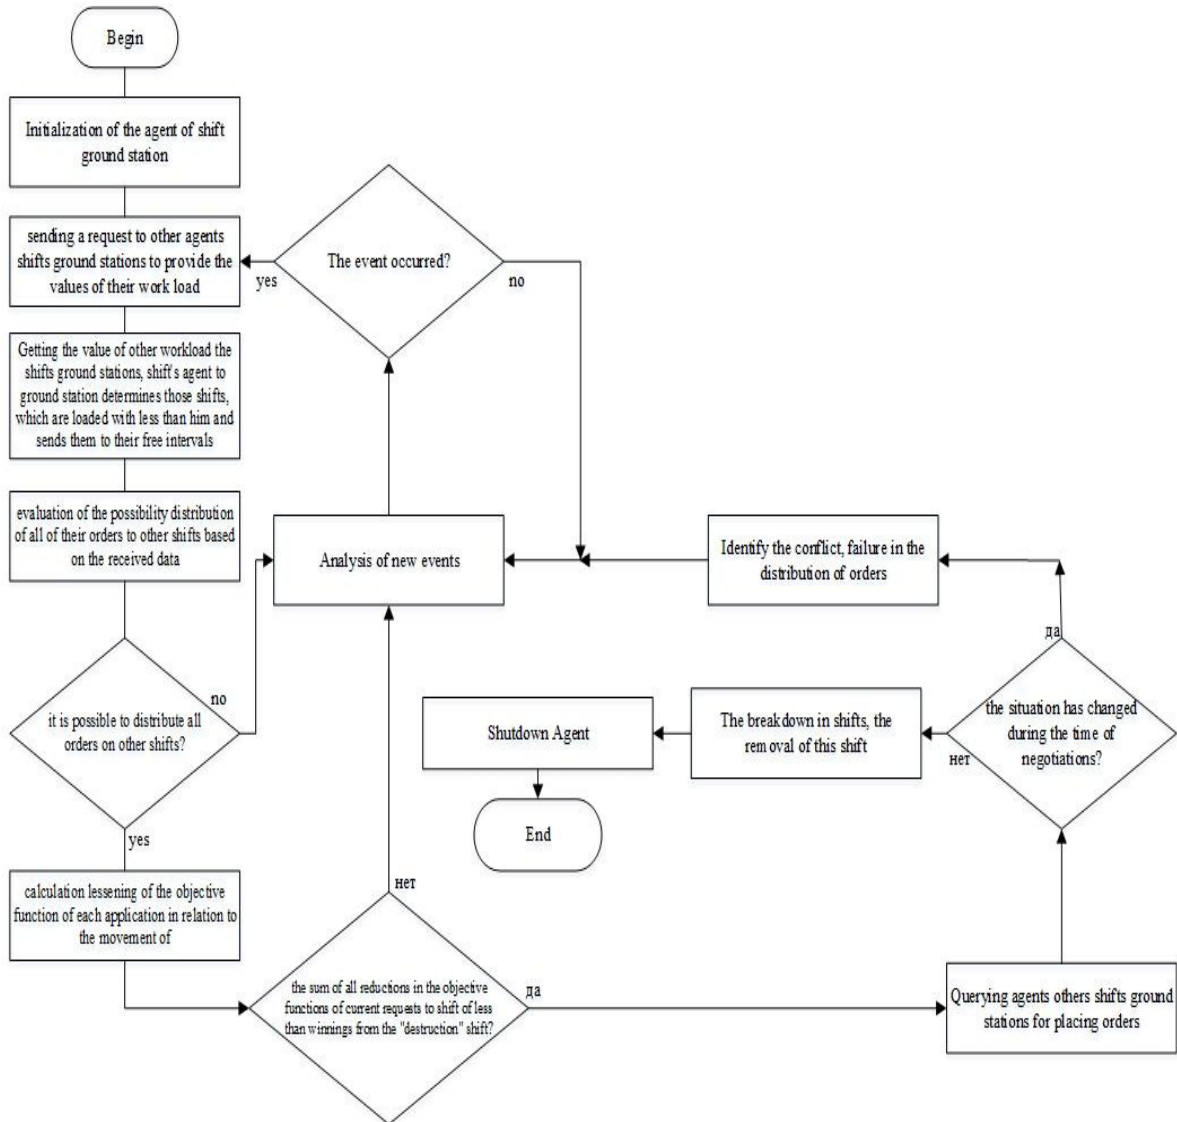 Begin
Initialization of the agent of shift
ground station
sending a request to other agents
shifts ground stations to provide the
values of their work load
The event occurred?
yes
no
Getting the value of other workload the
shifts ground stations, shift's agent to
ground station determines those shifts,
which are loaded with less than him and
sends them to their free intervals
evaluation of the possibility distribution
of all of their orders to other shifts based
on the received data
Analysis of new events
Identify the conflict, failure in the
distribution of orders
да
no
it is possible to distribute all
orders on other shifts?
yes
the situation has changed
during the time of
negotiations?
нет
The breakdown in shifts, the
removal of this shift
Shutdown Agent
End
calculation lessening of the objective
function of each application in relation to
the movement of
нет
the sum of all reductions in the objective
functions of current requests to shift of less
than winnings from the "destruction" shift?
да
Querying agents others shifts ground
stations for placing orders